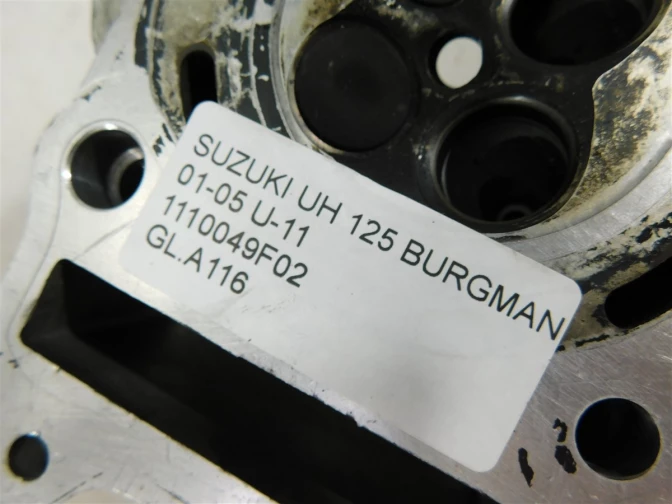 SUZUKI UH 125 BURGMAN
01-05 U-11
1110049F02
GL.A116